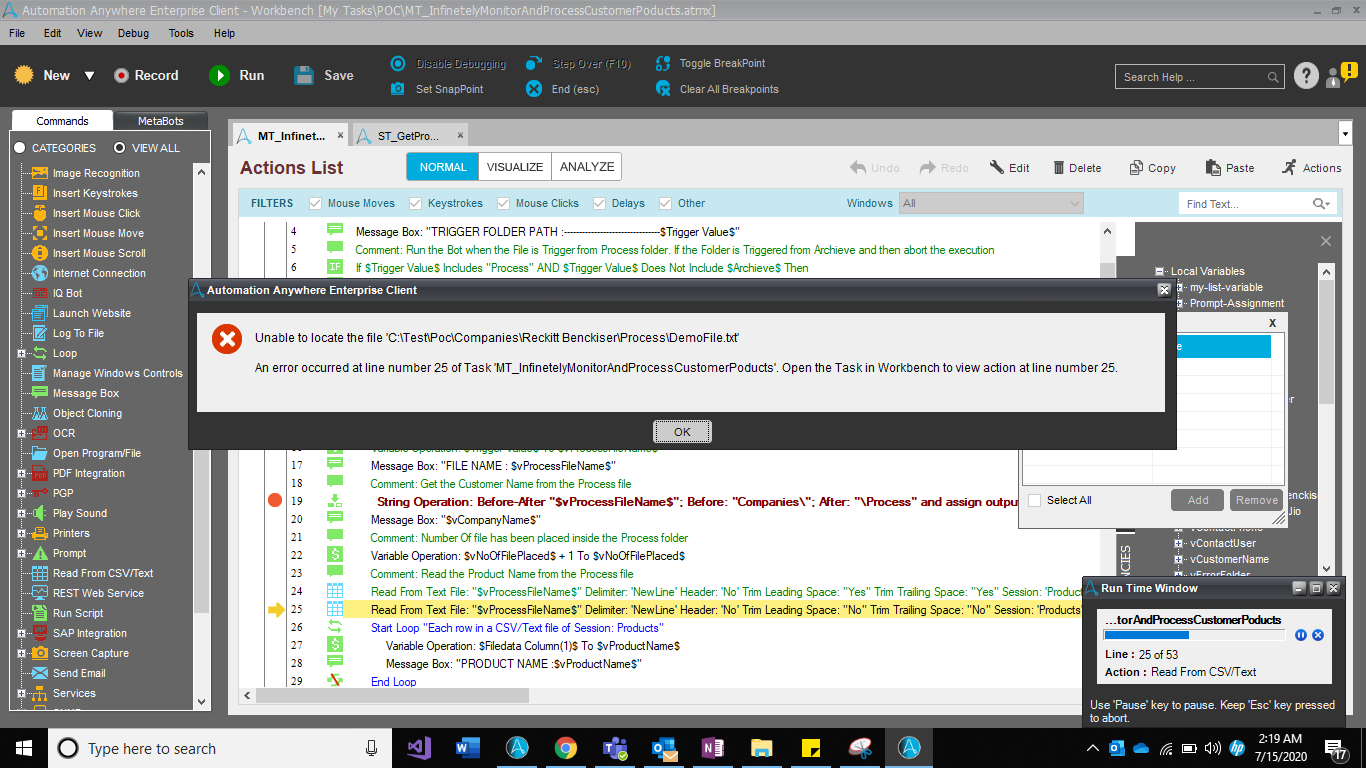 Automation Anywhere Enterprise Client - Workbench [My Tasks\POC\MT_InfinetelyMonitorAndProcessCustomerPoducts.atmx]
File Edit View Debug Tools Help
New Record Run Save
Disable Debugging Step Over (F10) Toggle BreakPoint
Set SnapPoint End (esc) Clear All Breakpoints
Search Help ...
Commands MetaBots
CATEGORIES VIEW ALL
Image Recognition
Insert Keystrokes
Insert Mouse Click
Insert Mouse Move
Insert Mouse Scroll
Internet Connection
IQ Bot
Launch Website
Log To File
Loop
Manage Windows Controls
Message Box
Object Cloning
OCR
Open Program/File
PDF Integration
PGP
Play Sound
Printers
Prompt
Read From CSV/Text
REST Web Service
Run Script
SAP Integration
Screen Capture
Send Email
Services
MT_Infinet... ST_GetPro...
Actions List NORMAL VISUALIZE ANALYZE
Undo Redo Edit Delete Copy Paste Actions
FILTERS Mouse Moves Keystrokes Mouse Clicks Delays Other Windows All Find Text...
4 Message Box: "TRIGGER FOLDER PATH :-------------------------------$Trigger Value$"
5 Comment: Run the Bot when the File is Trigger from Process folder. If the Folder is Triggered from Archieve and then abort the execution
6 IF If $Trigger Value$ Includes "Process" AND $Trigger Value$ Does Not Include $Archieve$ Then
Automation Anywhere Enterprise Client
Unable to locate the file 'C:\Test\Poc\Companies\Reckitt Benckiser\Process\DemoFile.txt'
An error occurred at line number 25 of Task 'MT_InfinetelyMonitorAndProcessCustomerPoducts'. Open the Task in Workbench to view action at line number 25.
OK
17 Message Box: "FILE NAME : $vProcessFileName$"
18 Comment: Get the Customer Name from the Process file
19 String Operation: Before-After "$vProcessFileName$"; Before: "Companies\"; After: "\Process" and assign outpu
20 Message Box: "$vCompanyName$"
21 Comment: Number Of file has been placed inside the Process folder
22 Variable Operation: $vNoOfFilePlaced$ + 1 To $vNoOfFilePlaced$
23 Comment: Read the Product Name from the Process file
24 Read From Text File: "$vProcessFileName$" Delimiter: 'NewLine' Header: 'No' Trim Leading Space: "Yes" Trim Trailing Space: "Yes" Session: 'Produc
25 Read From Text File: "$vProcessFileName$" Delimiter: 'NewLine' Header: 'No' Trim Leading Space: "No" Trim Trailing Space: "No" Session: 'Products'
26 Start Loop "Each row in a CSV/Text file of Session: Products"
27 Variable Operation: $Filedata Column(1)$ To $vProductName$
28 Message Box: "PRODUCT NAME :$vProductName$"
29 End Loop
Local Variables
my-list-variable
Prompt-Assignment
X
Select All Add Remove
vContactUser
vCustomerName
vErrorFolder
Run Time Window
...torAndProcessCustomerPoducts
Line : 25 of 53
Action : Read From CSV/Text
Use 'Pause' key to pause. Keep 'Esc' key pressed
to abort.
Type here to search
2:19 AM
7/15/2020
17